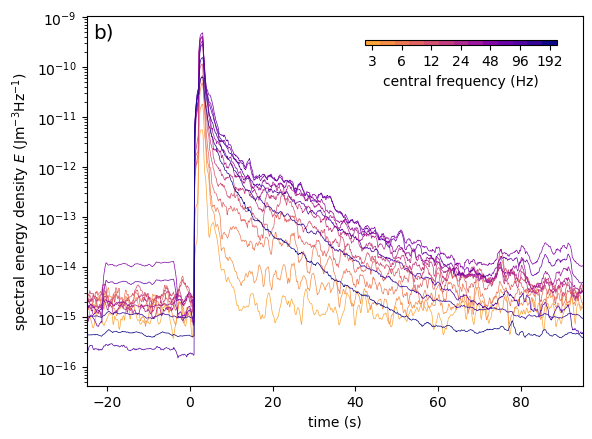 b)
3 6 12 24 48 96 192
central frequency (Hz)
spectral energy density E (Jm⁻³Hz⁻¹)
10⁻⁹
10⁻¹⁰
10⁻¹¹
10⁻¹²
10⁻¹³
10⁻¹⁴
10⁻¹⁵
10⁻¹⁶
−20 0 20 40 60 80
time (s)